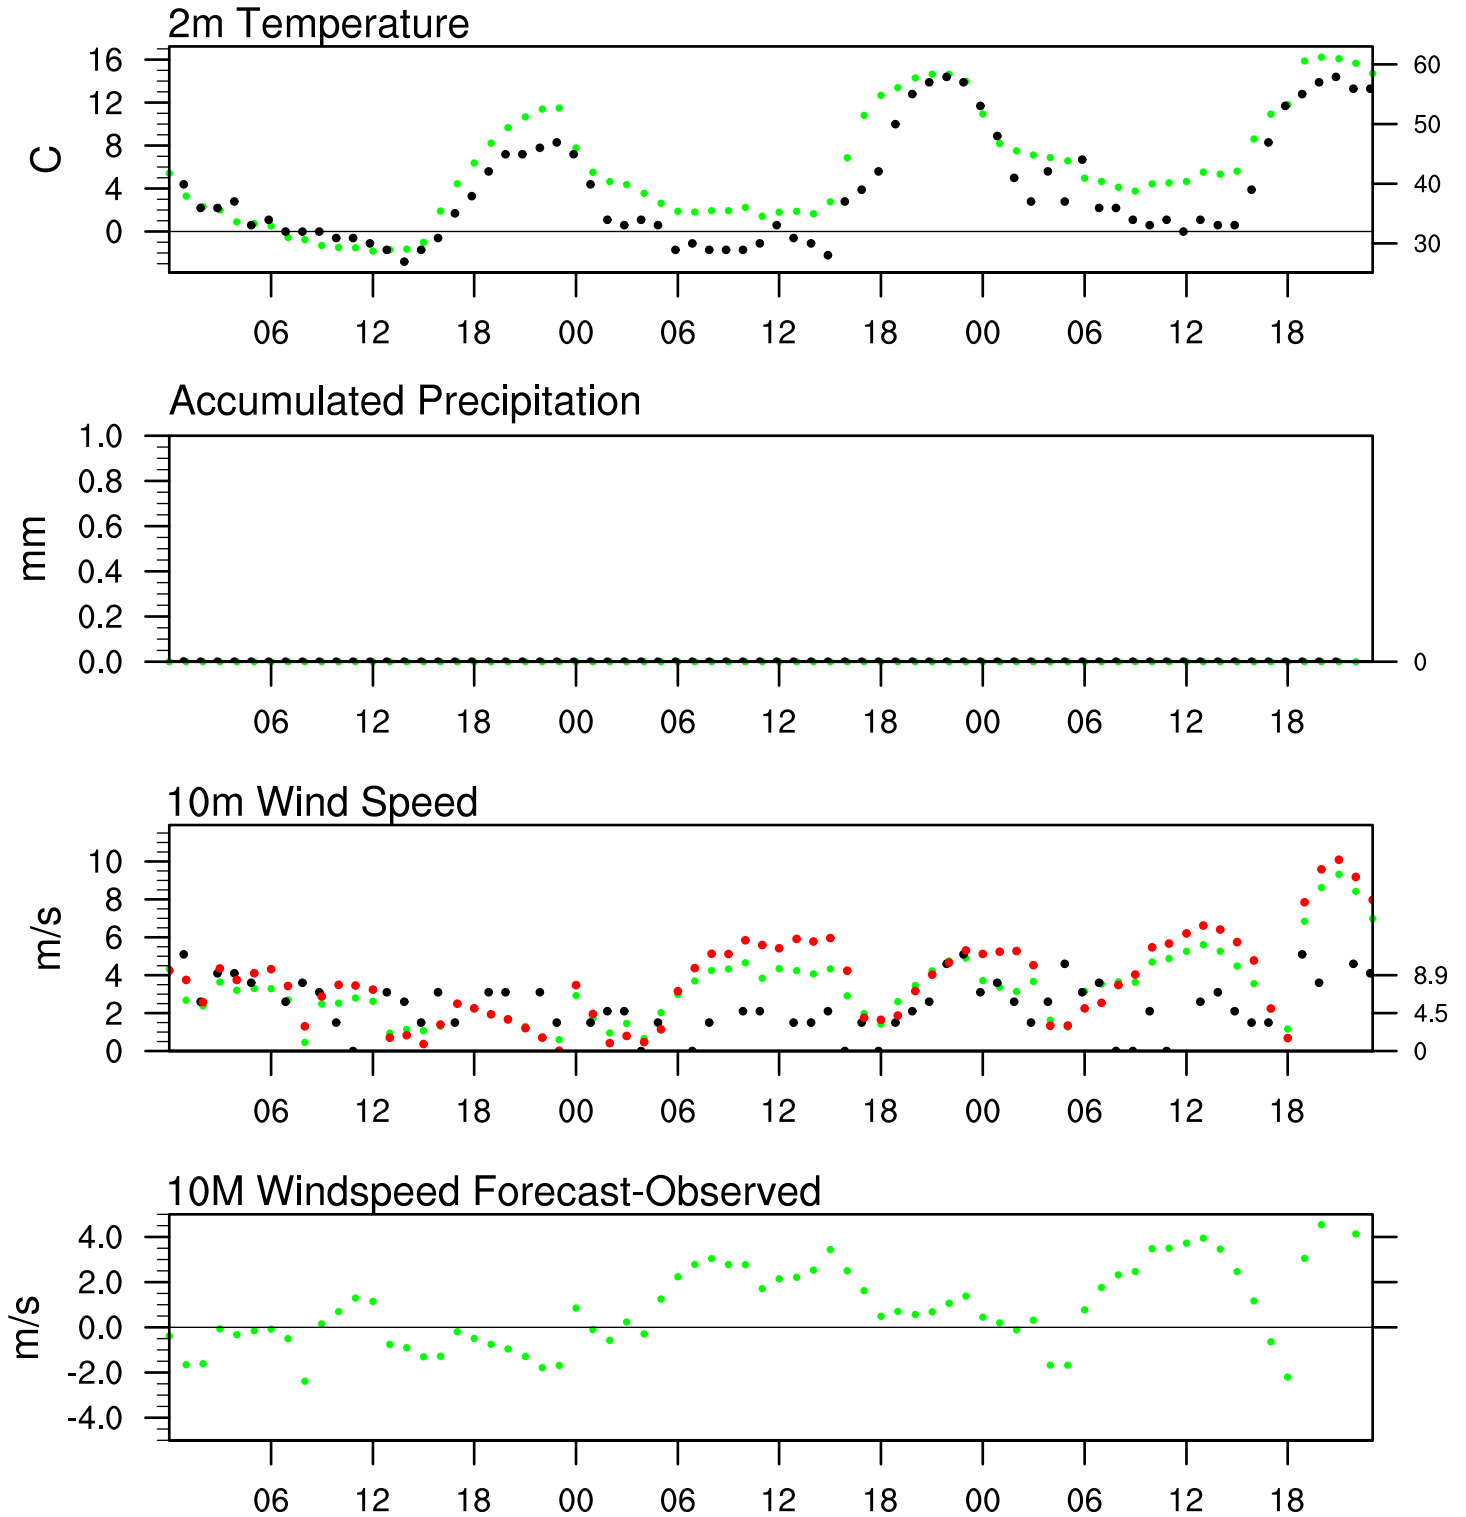 2m Temperature
16
12
8
4
0
C
60
50
40
30
06 12 18 00 06 12 18 00 06 12 18
Accumulated Precipitation
1.0
0.8
0.6
0.4
0.2
0.0
mm
0
06 12 18 00 06 12 18 00 06 12 18
10m Wind Speed
10
8
6
4
2
0
m/s
8.9
4.5
0
06 12 18 00 06 12 18 00 06 12 18
10M Windspeed Forecast-Observed
4.0
2.0
0.0
-2.0
-4.0
m/s
06 12 18 00 06 12 18 00 06 12 18